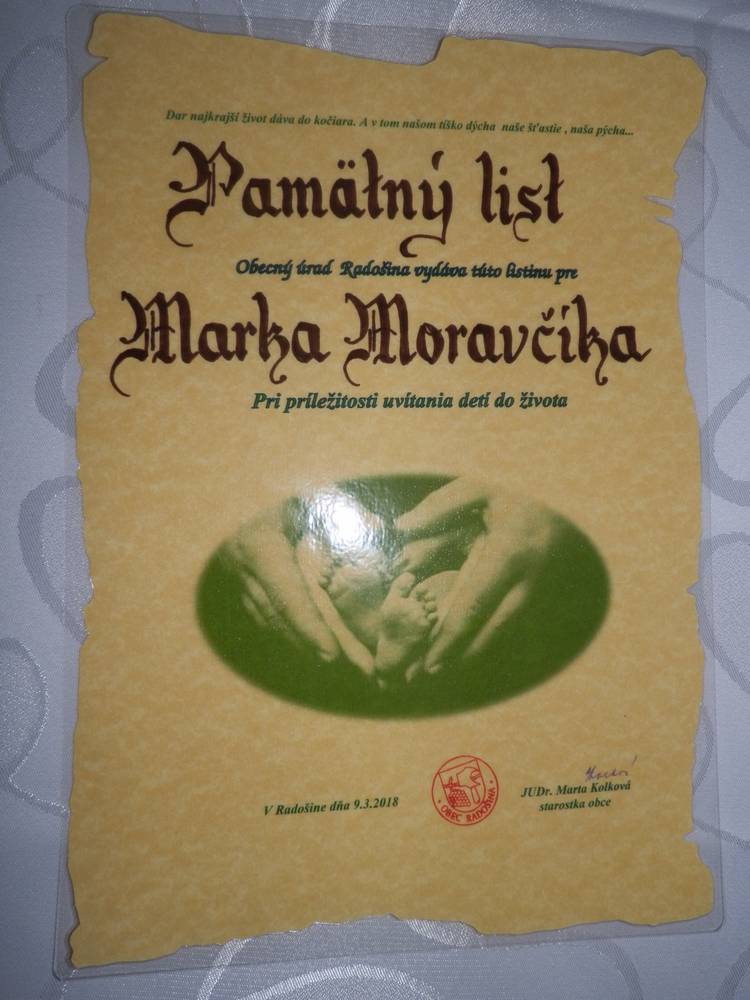 Dar najkrajší život dáva do kočiara. A v tom našom tíško dýcha naše šťastie , naša pýcha...
Pamätný list
Obecný úrad Radošina vydáva túto listinu pre
Marka Moravčíka
Pri príležitosti uvítania detí do života
V Radošine dňa 9.3.2018
OBEC RADOŠINA
JUDr. Marta Kolková
starostka obce